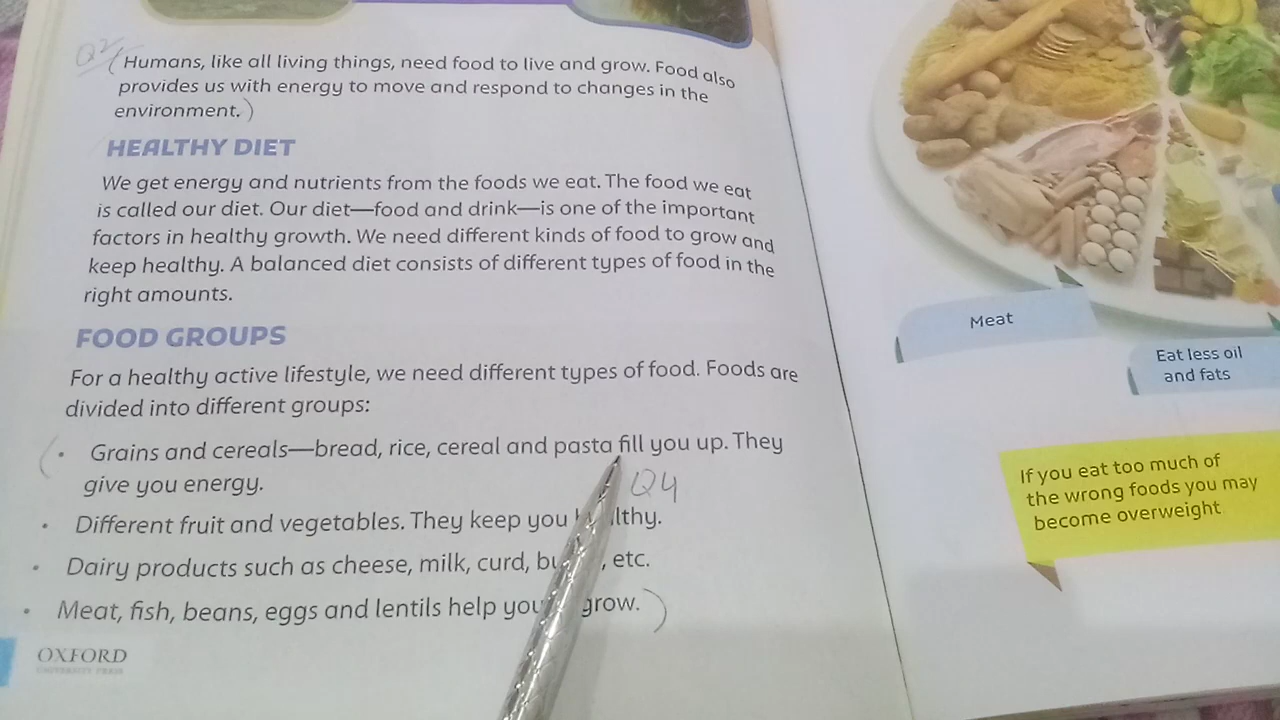 Q2
(Humans, like all living things, need food to live and grow. Food also
provides us with energy to move and respond to changes in the
environment.)
HEALTHY DIET
We get energy and nutrients from the foods we eat. The food we eat
is called our diet. Our diet—food and drink—is one of the important
factors in healthy growth. We need different kinds of food to grow and
keep healthy. A balanced diet consists of different types of food in the
right amounts.
FOOD GROUPS
For a healthy active lifestyle, we need different types of food. Foods are
divided into different groups:
( • Grains and cereals—bread, rice, cereal and pasta fill you up. They
give you energy.
Q4
• Different fruit and vegetables. They keep you
• Dairy products such as cheese, milk, curd, etc.
• Meat, fish, beans, eggs and lentils help you grow.)
OXFORD
UNIVERSITY PRESS
Meat
Eat less oil
and fats
If you eat too much of
the wrong foods you may
become overweight